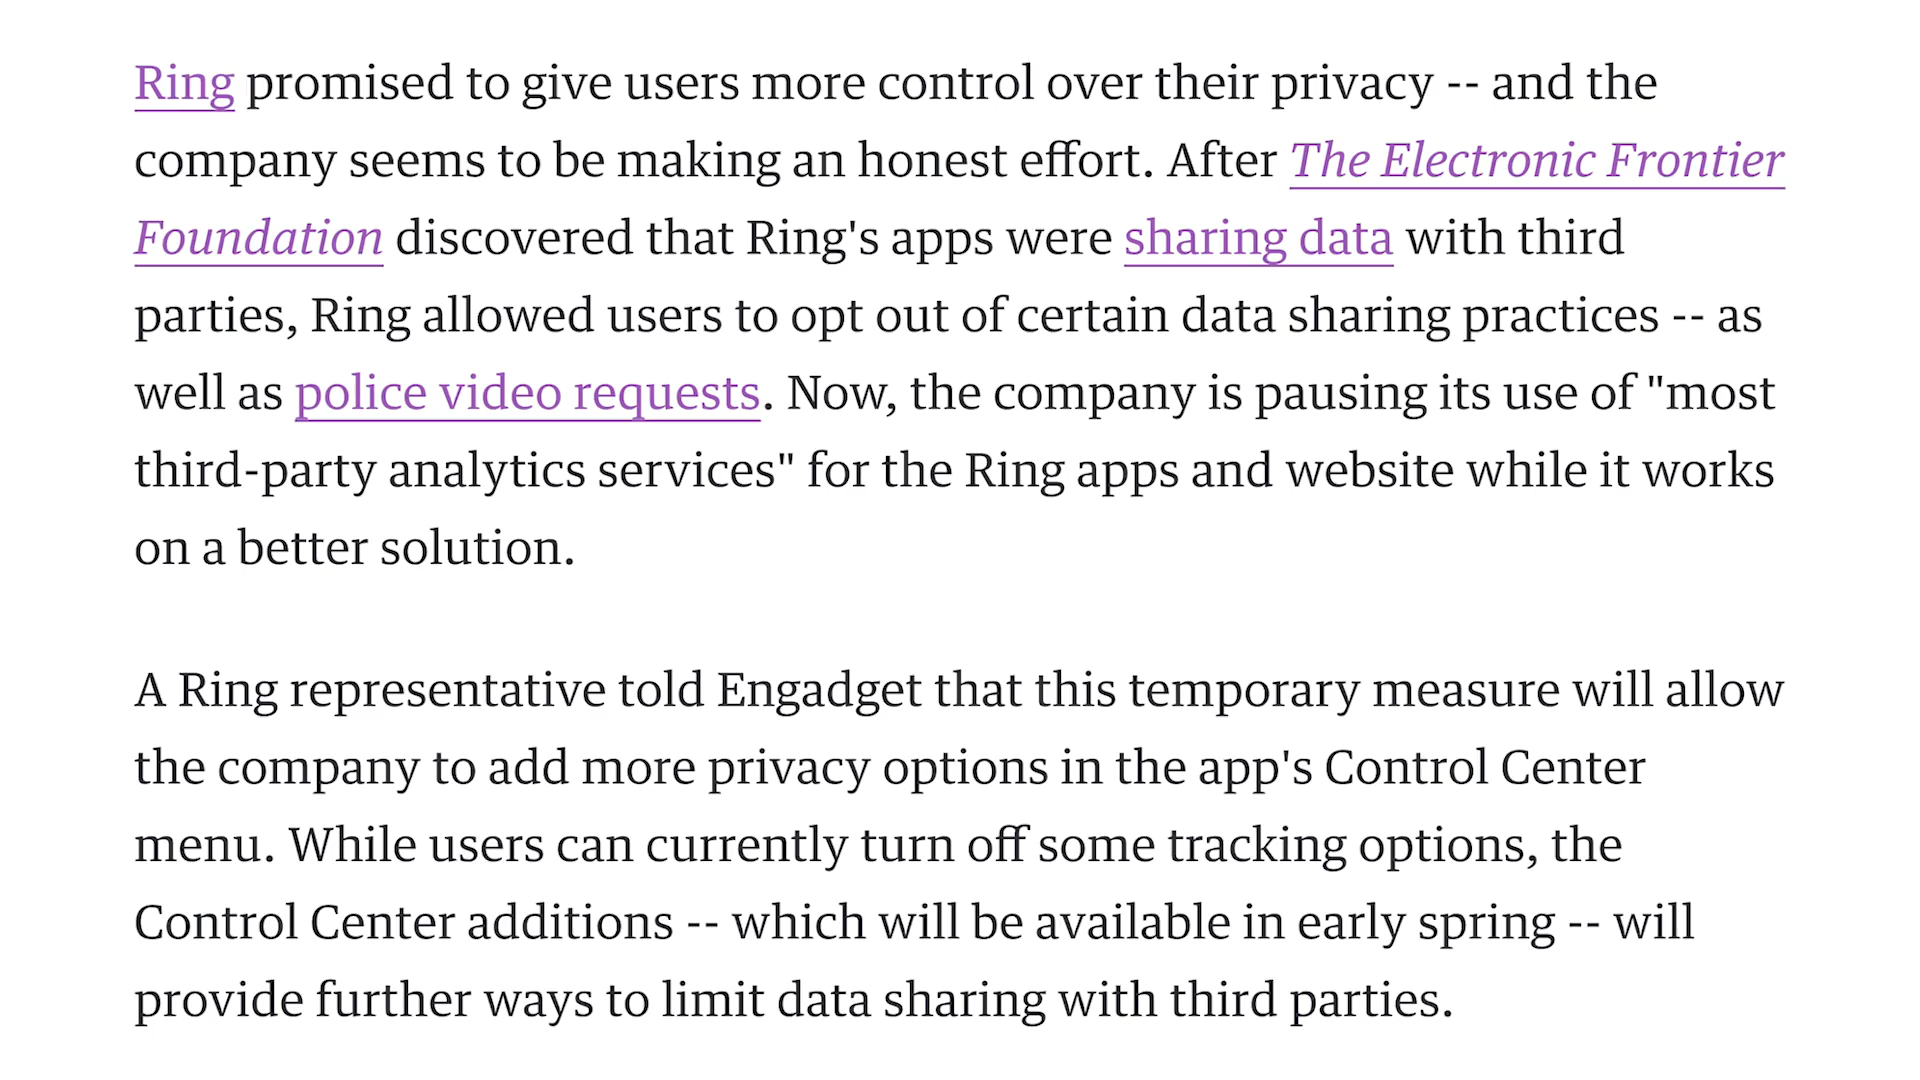 Ring promised to give users more control over their privacy -- and the
company seems to be making an honest effort. After The Electronic Frontier
Foundation discovered that Ring's apps were sharing data with third
parties, Ring allowed users to opt out of certain data sharing practices -- as
well as police video requests. Now, the company is pausing its use of "most
third-party analytics services" for the Ring apps and website while it works
on a better solution.
A Ring representative told Engadget that this temporary measure will allow
the company to add more privacy options in the app's Control Center
menu. While users can currently turn off some tracking options, the
Control Center additions -- which will be available in early spring -- will
provide further ways to limit data sharing with third parties.